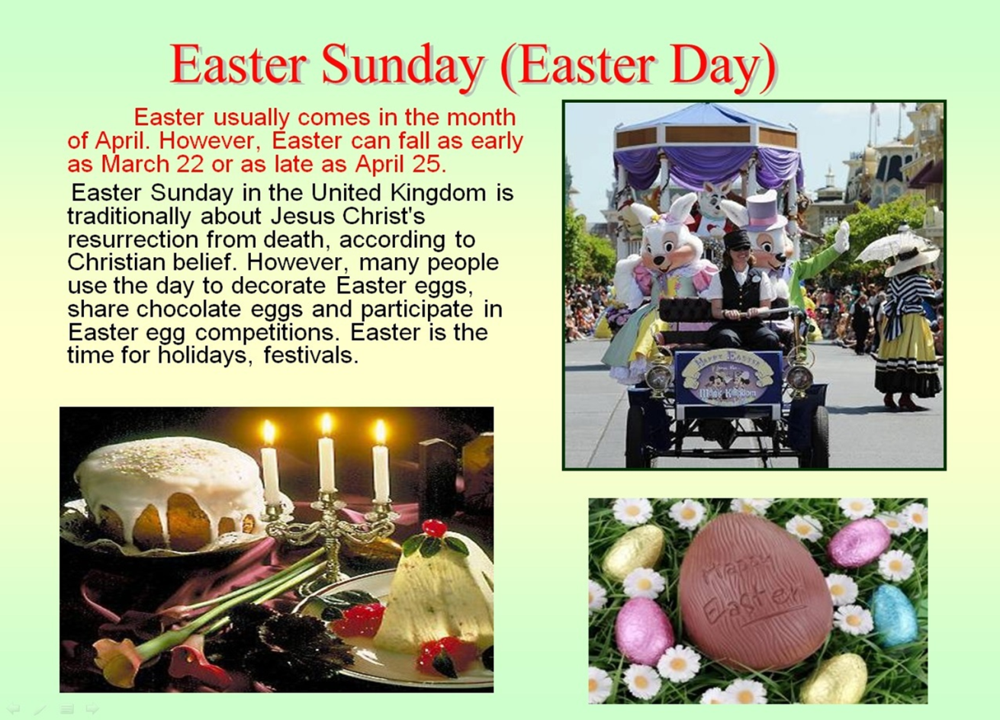 Easter Sunday (Easter Day)
Easter usually comes in the month
of April. However, Easter can fall as early
as March 22 or as late as April 25.
Easter Sunday in the United Kingdom is
traditionally about Jesus Christ's
resurrection from death, according to
Christian belief. However, many people
use the day to decorate Easter eggs,
share chocolate eggs and participate in
Easter egg competitions. Easter is the
time for holidays, festivals.
HAPPY EASTER
from the
Magic Kingdom
Happy
Easter